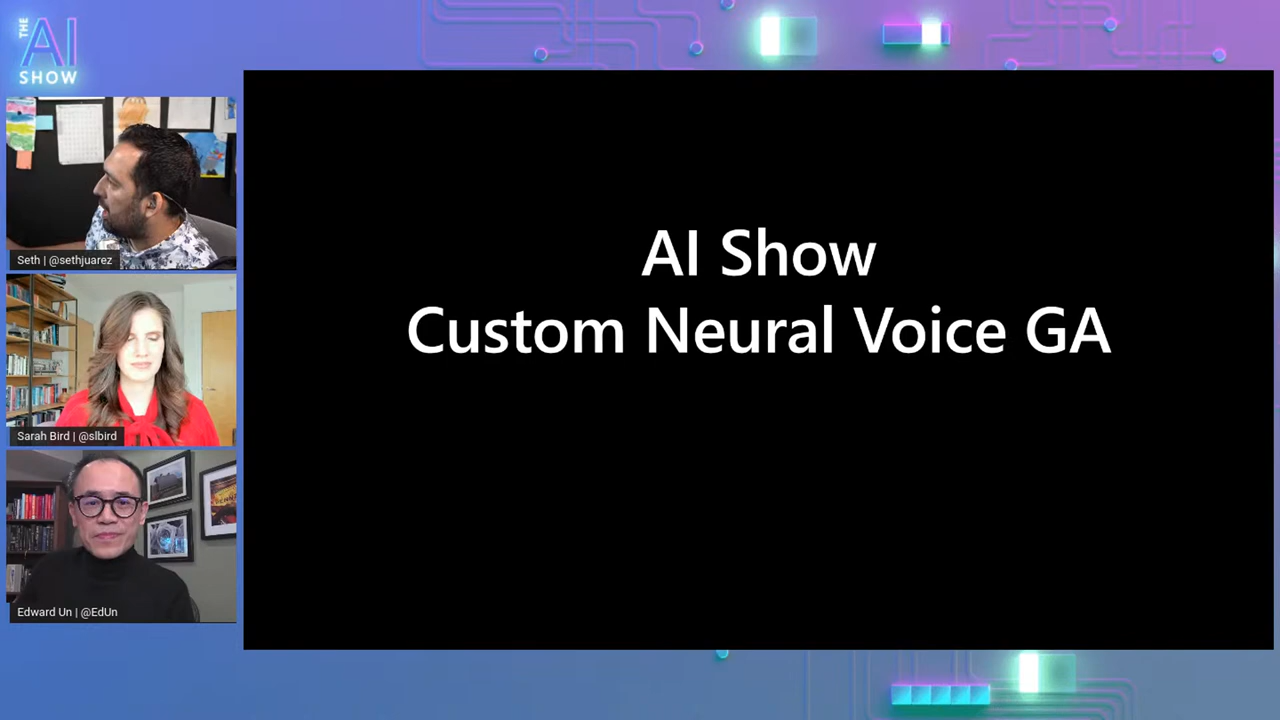 THE
AI
SHOW
Seth | @sethjuarez
Sarah Bird | @slbird
Edward Un | @EdUn
AI Show
Custom Neural Voice GA